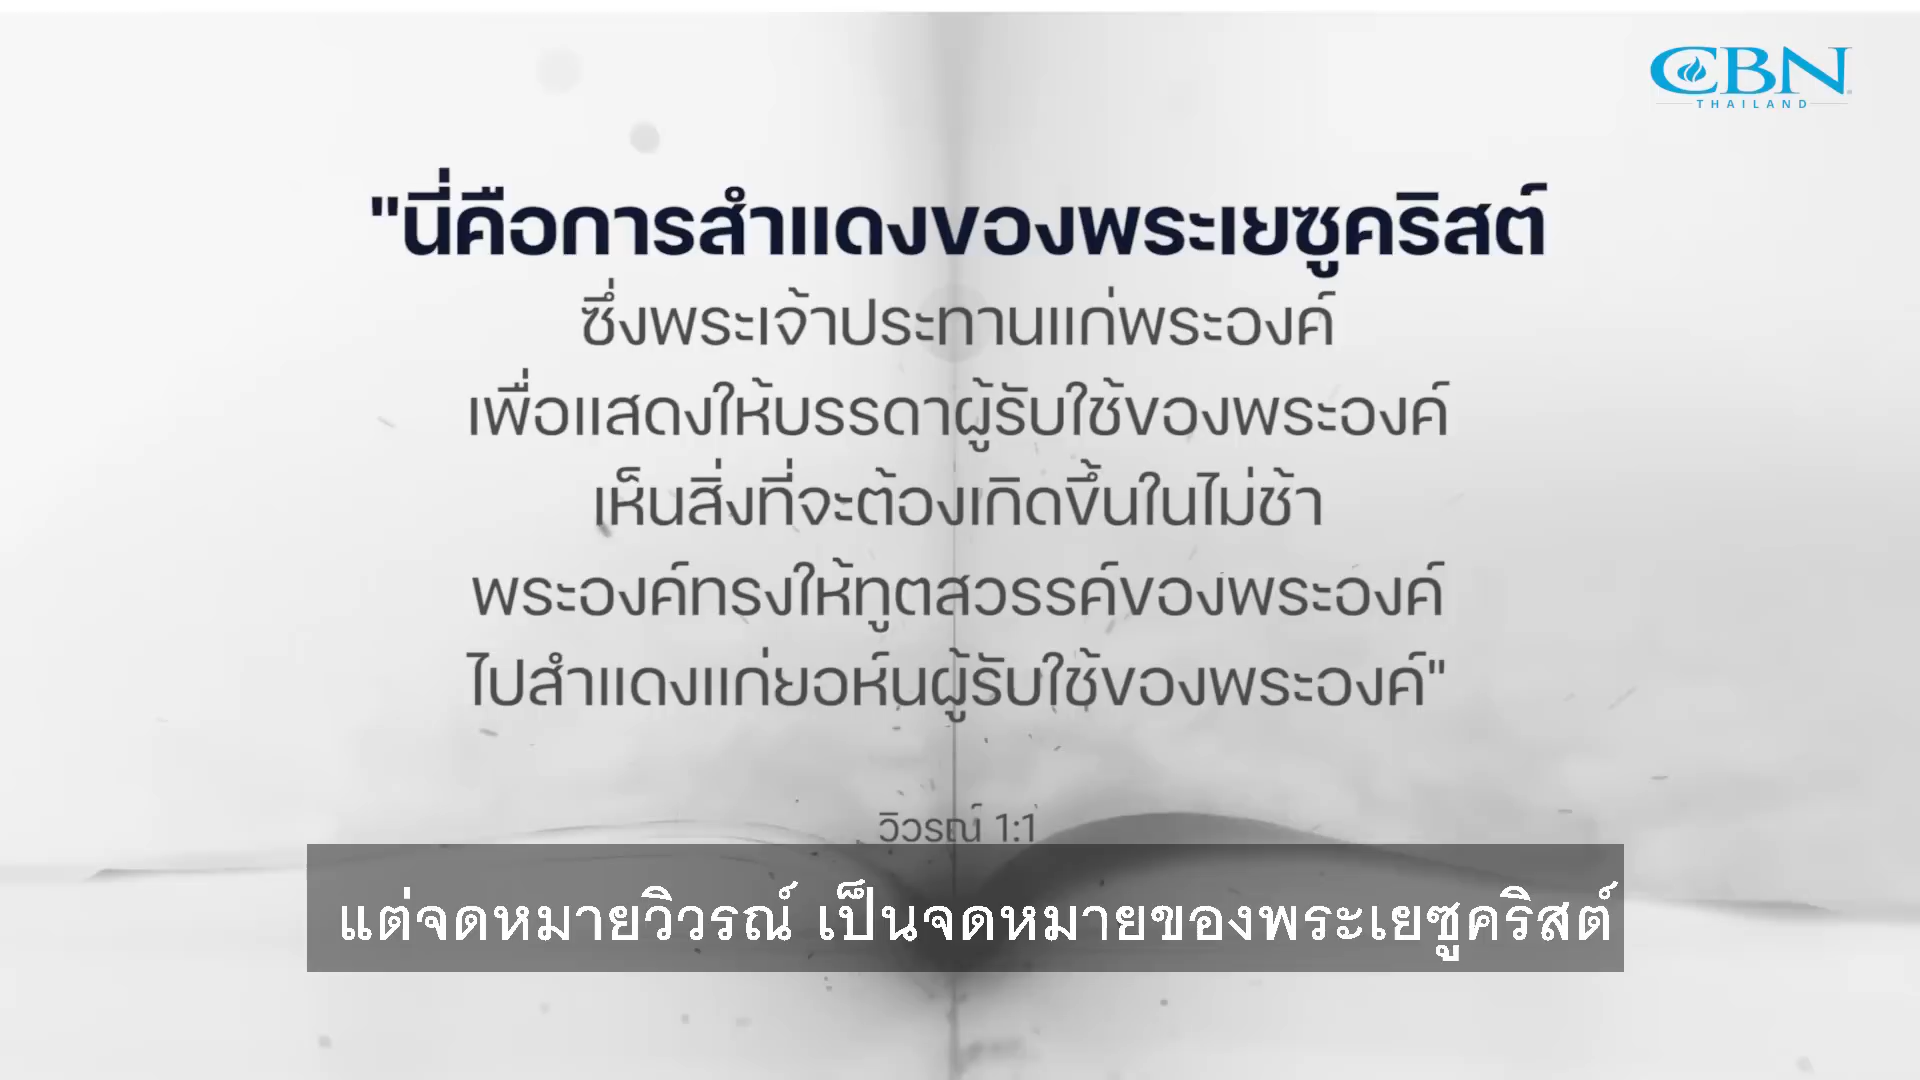 CBN
THAILAND
"นี่คือการสำแดงของพระเยซูคริสต์
ซึ่งพระเจ้าประทานแก่พระองค์
เพื่อแสดงให้บรรดาผู้รับใช้ของพระองค์
เห็นสิ่งที่จะต้องเกิดขึ้นในไม่ช้า
พระองค์ทรงให้ทูตสวรรค์ของพระองค์
ไปสำแดงแก่ยอห์นผู้รับใช้ของพระองค์"
วิวรณ์ 1:1
แต่จดหมายวิวรณ์ เป็นจดหมายของพระเยซูคริสต์